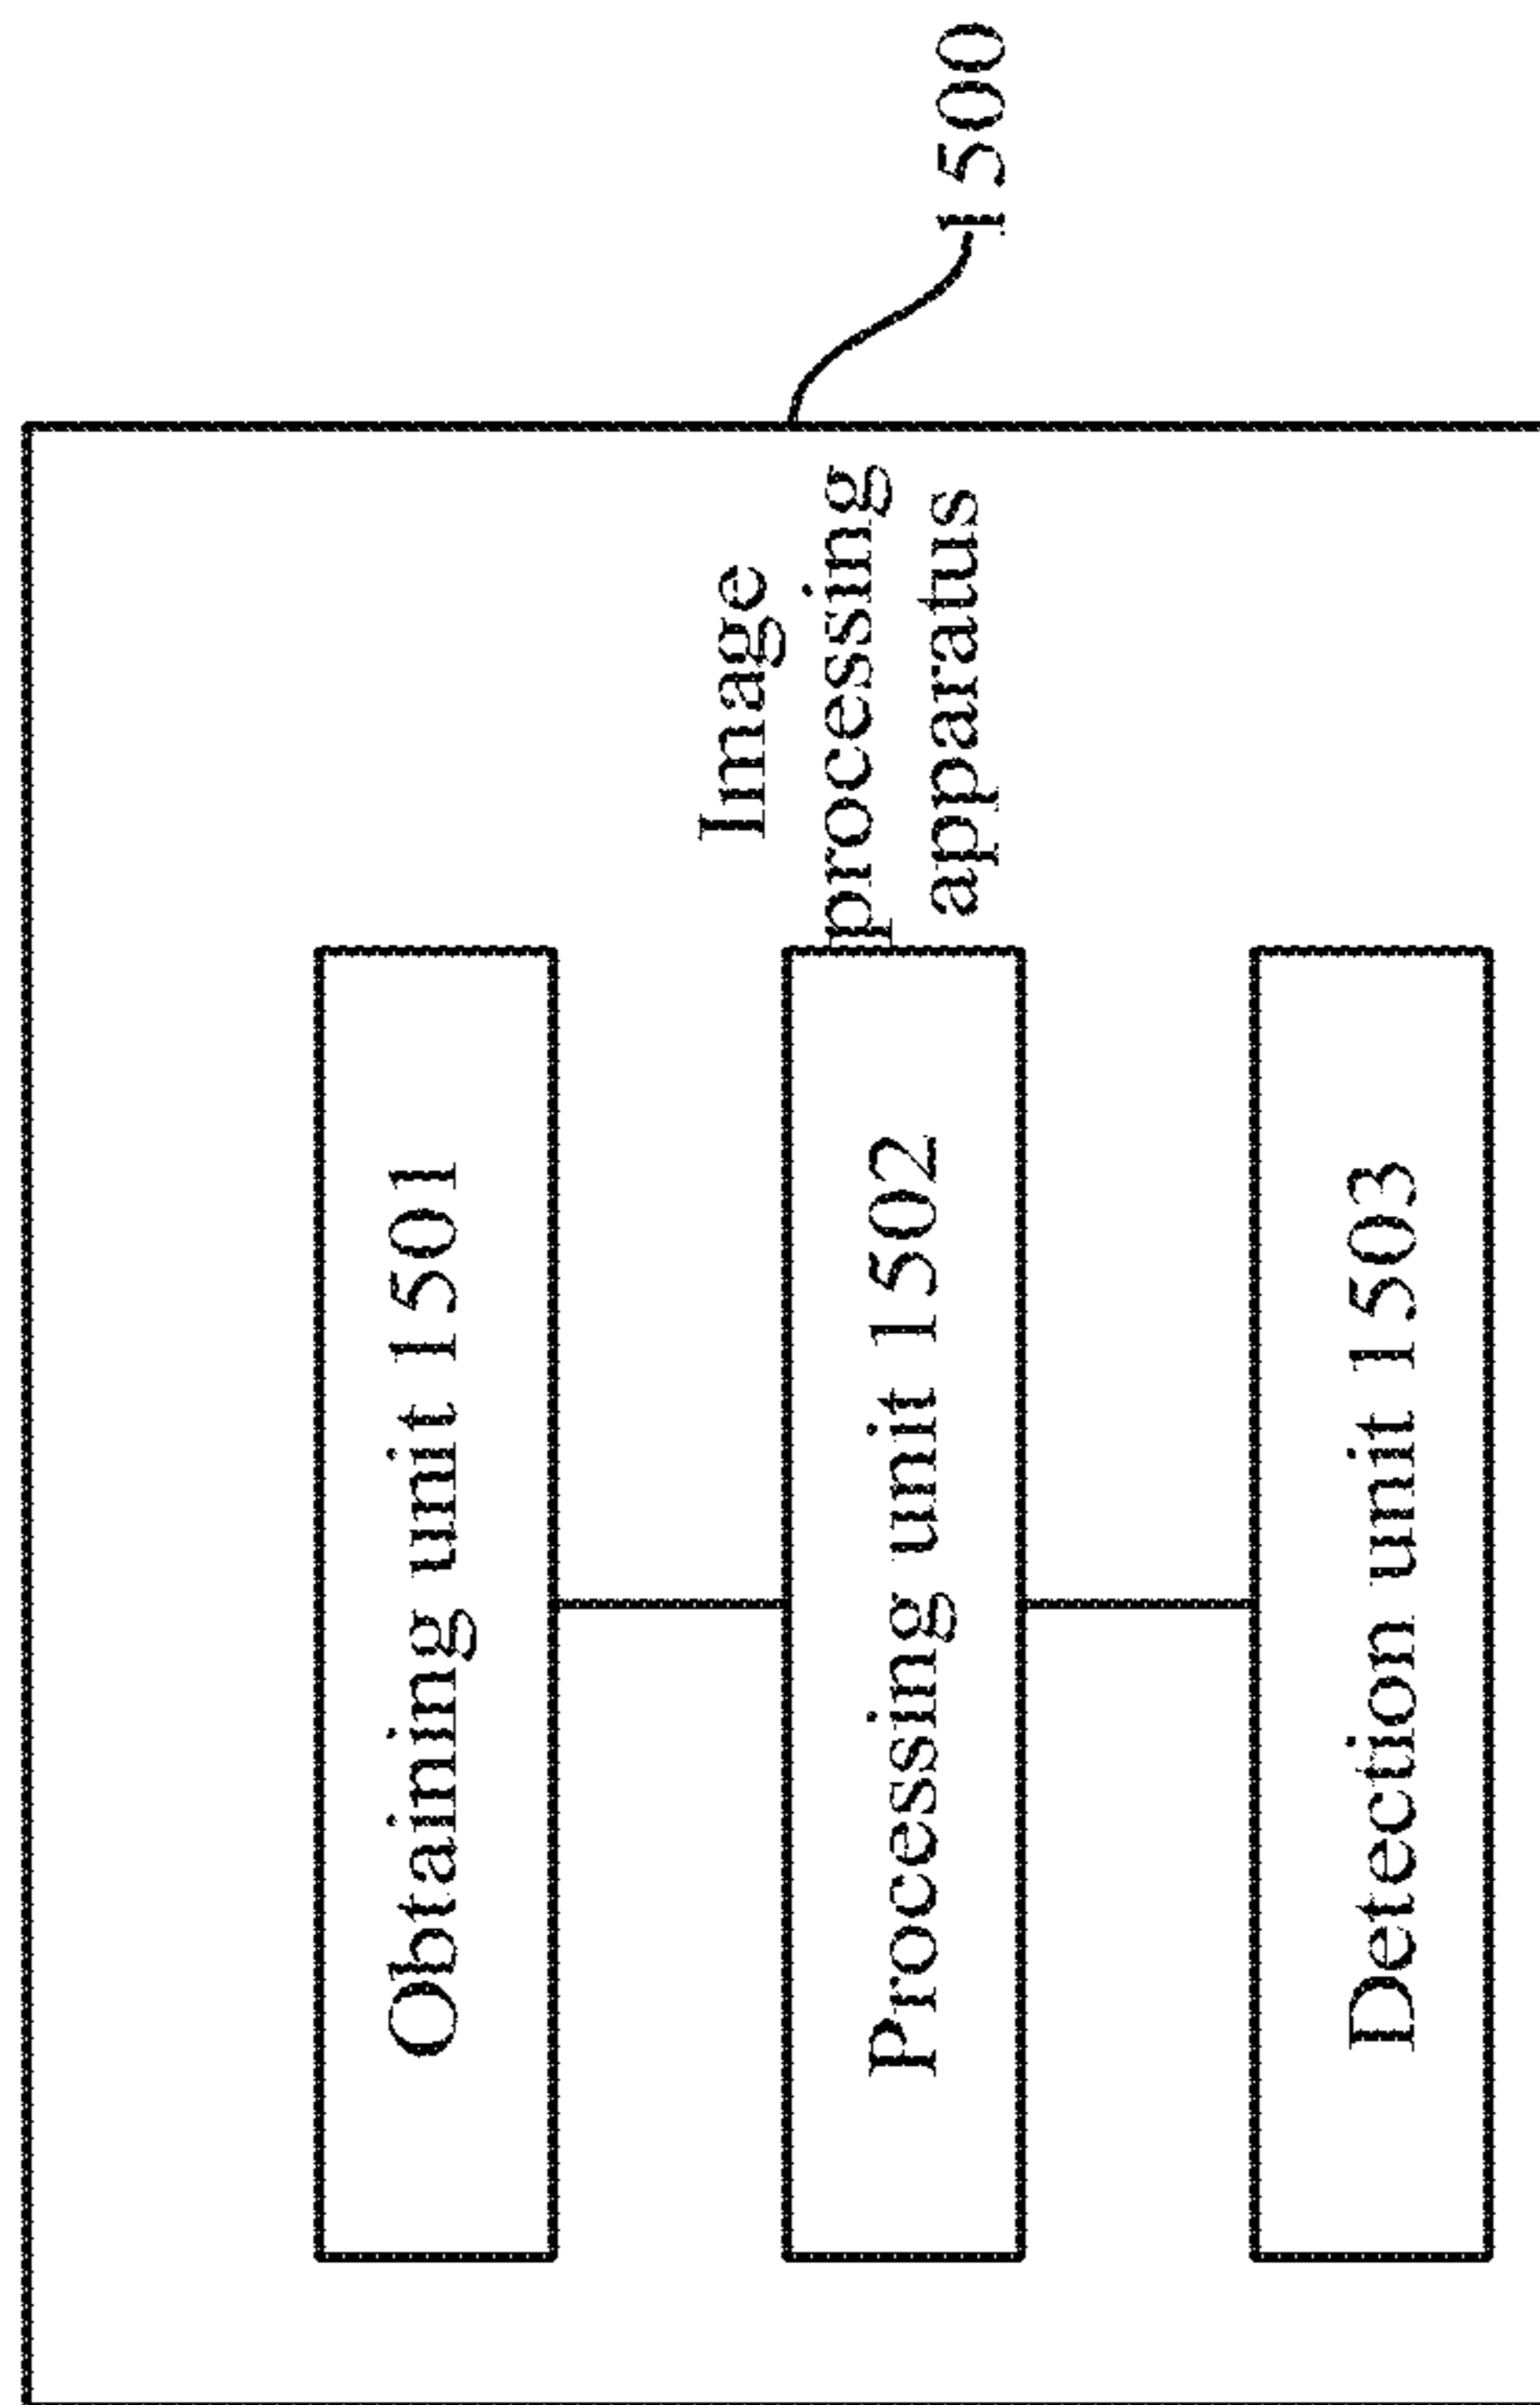 1500
Image
processing
apparatus
Obtaining unit 1501
Processing unit 1502
Detection unit 1503